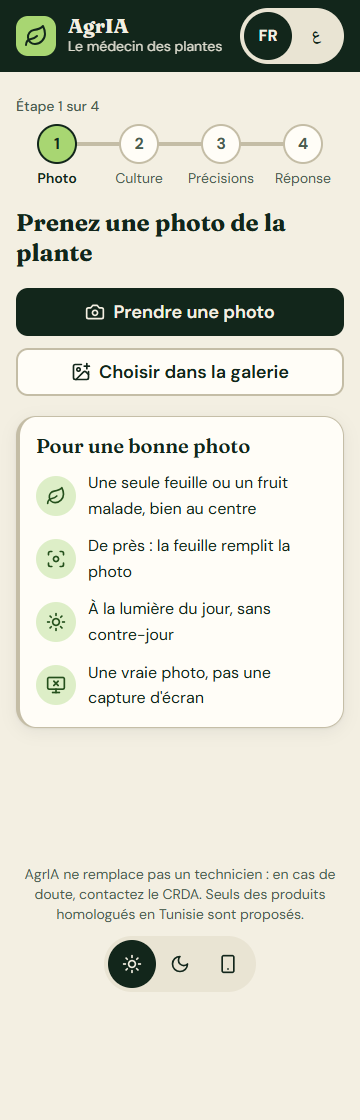 AgrIA
Le médecin des plantes
FR
ع
Étape 1 sur 4
1
2
3
4
Photo
Culture
Précisions
Réponse
Prenez une photo de la
plante
Prendre une photo
Choisir dans la galerie
Pour une bonne photo
Une seule feuille ou un fruit
malade, bien au centre
De près : la feuille remplit la
photo
À la lumière du jour, sans
contre-jour
Une vraie photo, pas une
capture d'écran
AgrIA ne remplace pas un technicien : en cas de
doute, contactez le CRDA. Seuls des produits
homologués en Tunisie sont proposés.